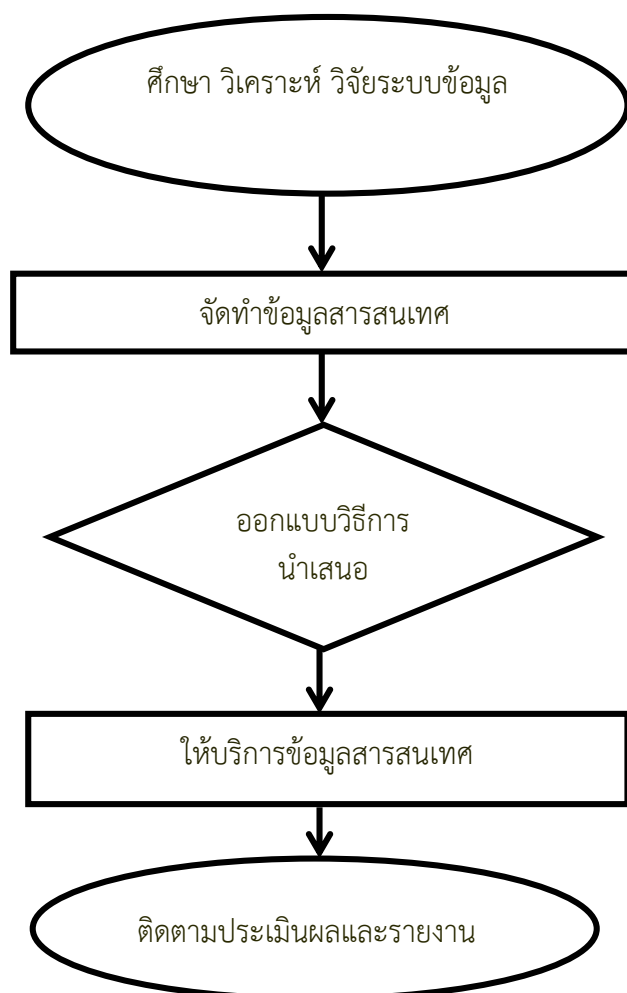 ศึกษา วิเคราะห์ วิจัยระบบข้อมูล
จัดทำข้อมูลสารสนเทศ
ออกแบบวิธีการ
นำเสนอ
ให้บริการข้อมูลสารสนเทศ
ติดตามประเมินผลและรายงาน